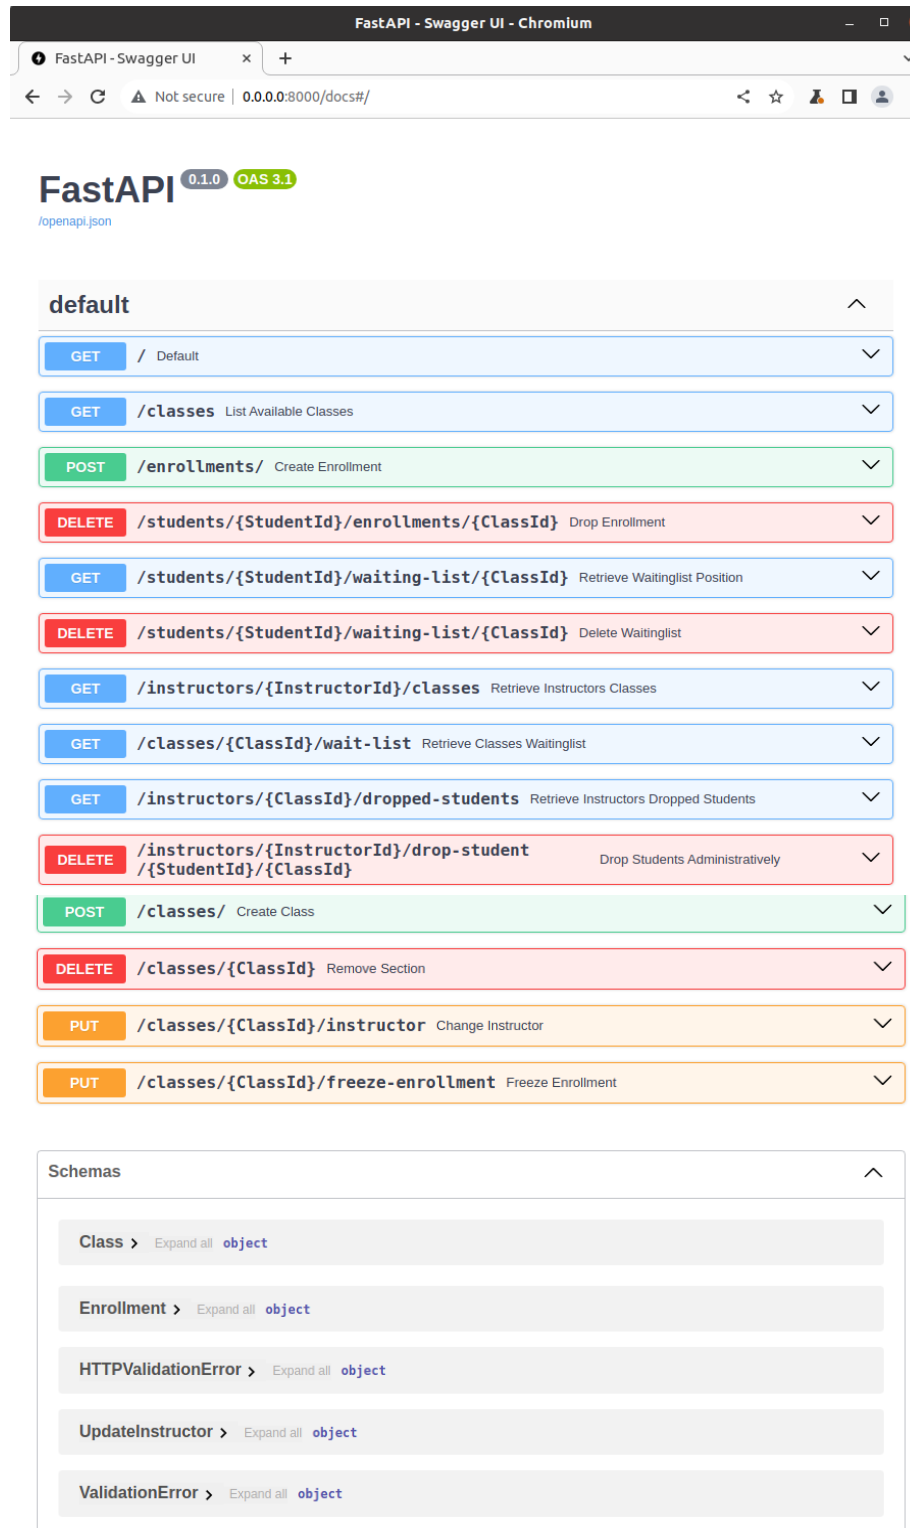 FastAPI - Swagger UI - Chromium
FastAPI - Swagger UI
Not secure | 0.0.0.0:8000/docs#/
FastAPI 0.1.0 OAS 3.1
/openapi.json
default
GET / Default
GET /classes List Available Classes
POST /enrollments/ Create Enrollment
DELETE /students/{StudentId}/enrollments/{ClassId} Drop Enrollment
GET /students/{StudentId}/waiting-list/{ClassId} Retrieve Waitinglist Position
DELETE /students/{StudentId}/waiting-list/{ClassId} Delete Waitinglist
GET /instructors/{InstructorId}/classes Retrieve Instructors Classes
GET /classes/{ClassId}/wait-list Retrieve Classes Waitinglist
GET /instructors/{ClassId}/dropped-students Retrieve Instructors Dropped Students
DELETE /instructors/{InstructorId}/drop-student
/{StudentId}/{ClassId} Drop Students Administratively
POST /classes/ Create Class
DELETE /classes/{ClassId} Remove Section
PUT /classes/{ClassId}/instructor Change Instructor
PUT /classes/{ClassId}/freeze-enrollment Freeze Enrollment
Schemas
Class Expand all object
Enrollment Expand all object
HTTPValidationError Expand all object
UpdateInstructor Expand all object
ValidationError Expand all object